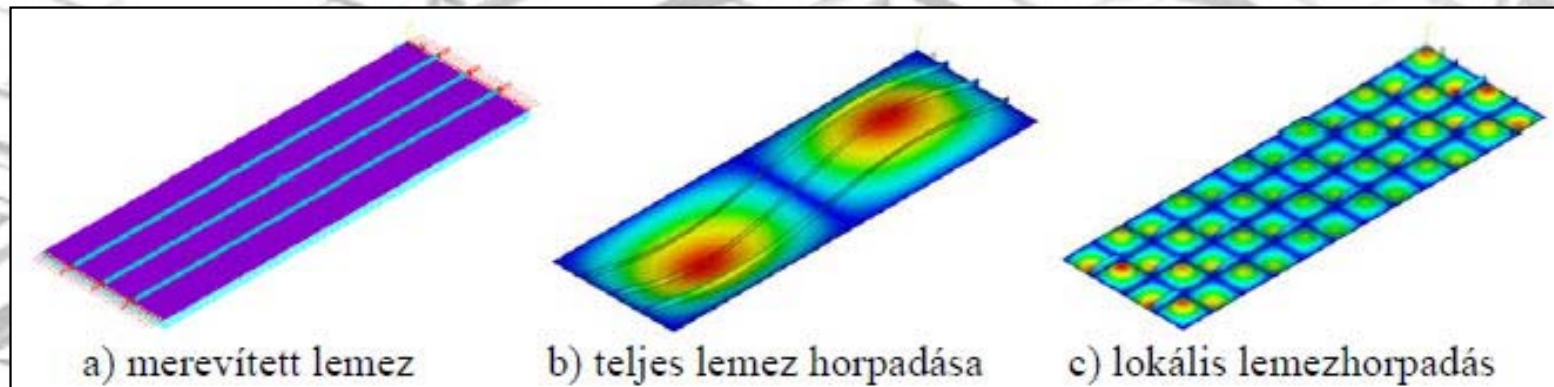 a) merevített lemez
b) teljes lemez horpadása
c) lokális lemezhorpadás